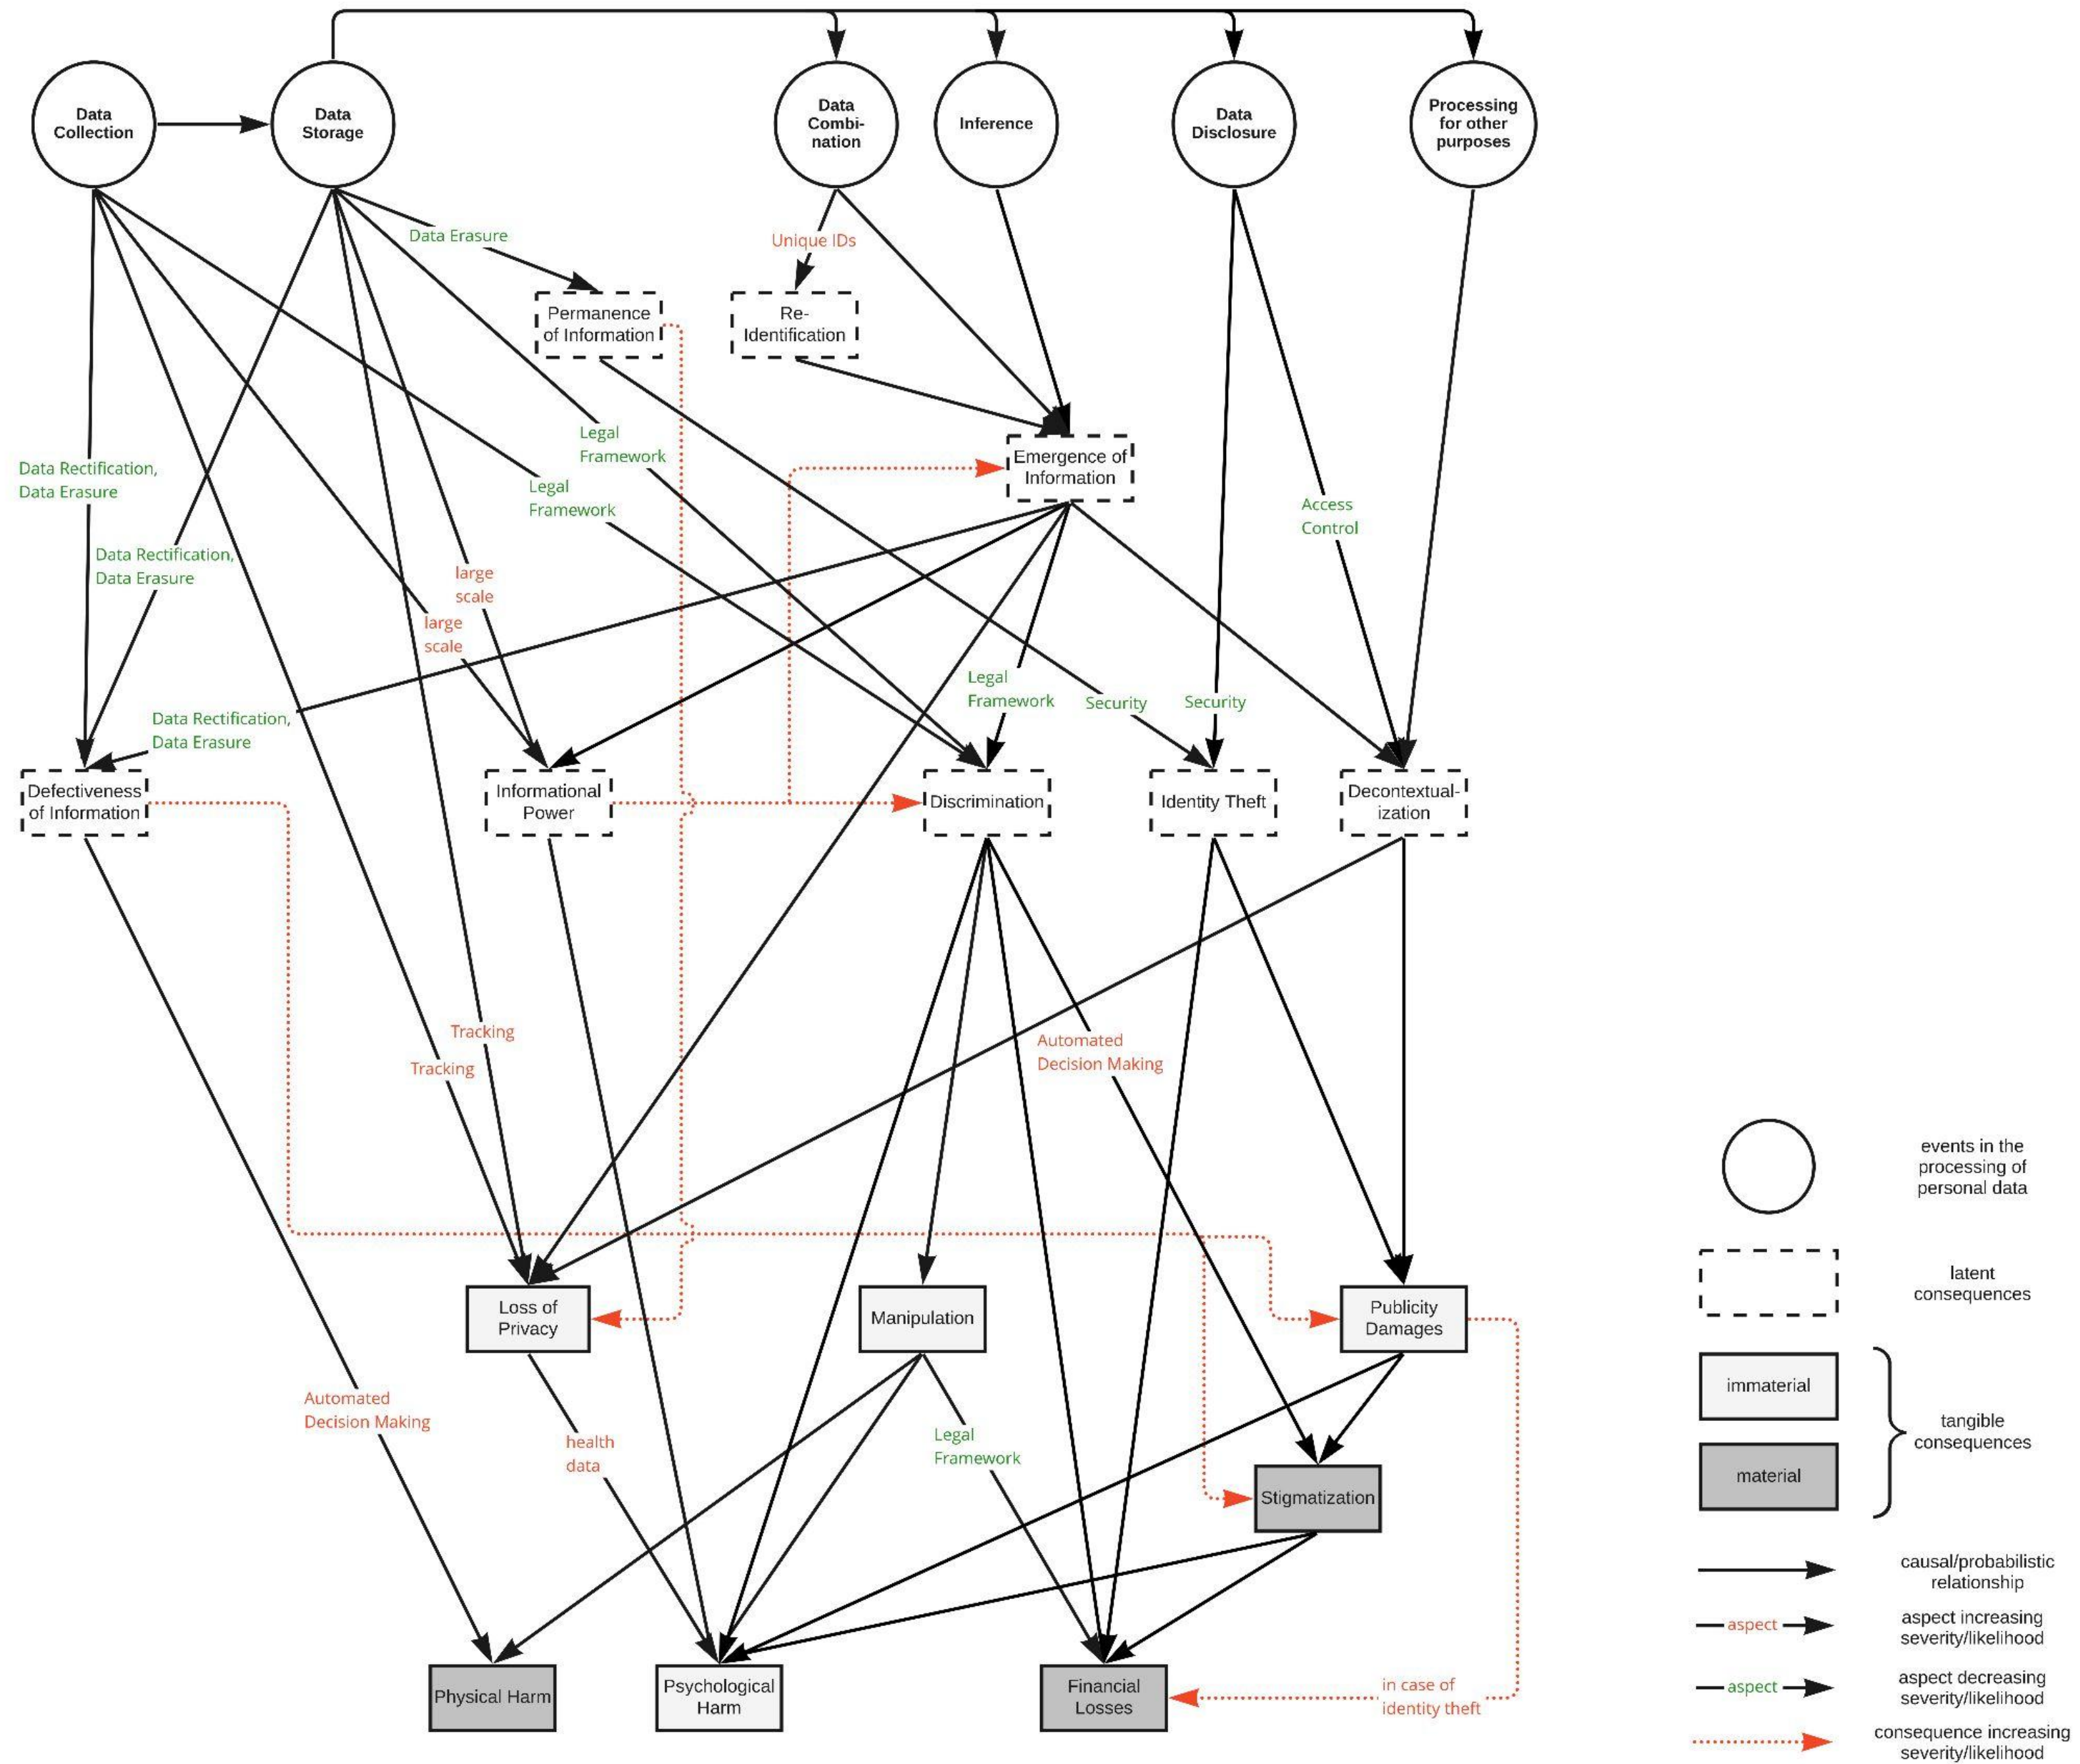 Data
Collection
Data
Storage
Data
Combi-
nation
Inference
Data
Disclosure
Processing
for other
purposes
Data Erasure
Unique IDs
Permanence
of Information
Re-
Identification
Legal
Framework
Emergence of
Information
Data Rectification,
Data Erasure
Legal
Framework
Access
Control
Data Rectification,
Data Erasure
large
scale
large
scale
Legal
Framework
Security
Security
Data Rectification,
Data Erasure
Defectiveness
of Information
Informational
Power
Discrimination
Identity Theft
Decontextual-
ization
Tracking
Tracking
Automated
Decision Making
events in the
processing of
personal data
latent
consequences
Loss of
Privacy
Manipulation
Publicity
Damages
immaterial
Automated
Decision Making
tangible
consequences
health
data
Legal
Framework
material
Stigmatization
causal/probabilistic
relationship
aspect
aspect increasing
severity/likelihood
Physical Harm
Psychological
Harm
Financial
Losses
in case of
identity theft
aspect
aspect decreasing
severity/likelihood
consequence increasing
severity/likelihood